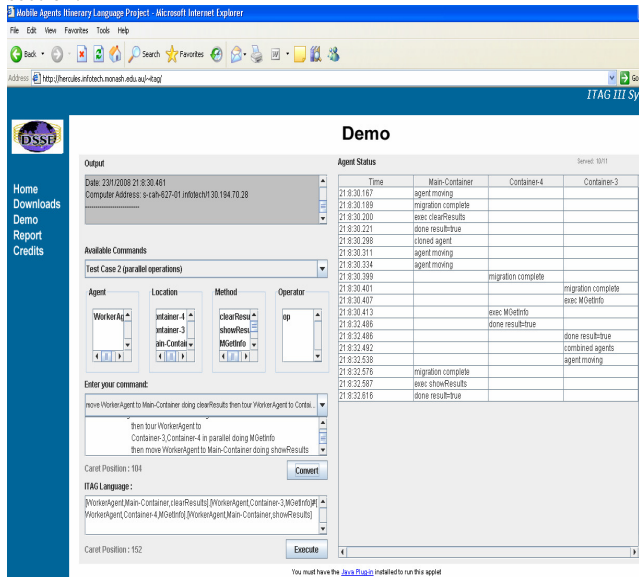 Mobile Agents Itinerary Language Project - Microsoft Internet Explorer
File Edit View Favorites Tools Help
Back Search Favorites
Address http://hercules.infotech.monash.edu.au/~itag/ Go
ITAG III Sy
DSSE
Home
Downloads
Demo
Report
Credits
Demo
Output
Date: 23/1/2008 21:8:30.461
Computer Address: s-cah-627-01.infotech/130.194.70.28
------------------------
Available Commands
Test Case 2 (parallel operations)
Agent Location Method Operator
WorkerAg ontainer-4 clearResu op
ontainer-3 showResu
ain-Contain MGetInfo
Enter your command:
move WorkerAgent to Main-Container doing clearResults then tour WorkerAgent to Contai...
then tour WorkerAgent to
Container-3,Container-4 in parallel doing MGetInfo
then move WorkerAgent to Main-Container doing showResults
Caret Position : 104 Convert
ITAG Language :
[WorkerAgent,Main-Container,clearResults].[WorkerAgent,Container-3,MGetInfo]#[
WorkerAgent,Container-4,MGetInfo].[WorkerAgent,Main-Container,showResults]
Caret Position : 152 Execute
Agent Status Served: 10/11
Time Main-Container Container-4 Container-3
21:8:30.167 agent moving
21:8:30.189 migration complete
21:8:30.200 exec clearResults
21:8:30.221 done result=true
21:8:30.298 cloned agent
21:8:30.311 agent moving
21:8:30.334 agent moving
21:8:30.399 migration complete
21:8:30.401 migration complete
21:8:30.407 exec MGetInfo
21:8:30.413 exec MGetInfo
21:8:32.486 done result=true
21:8:32.486 done result=true
21:8:32.492 combined agents
21:8:32.538 agent moving
21:8:32.576 migration complete
21:8:32.587 exec showResults
21:8:32.616 done result=true
You must have the Java Plug-in installed to run this applet